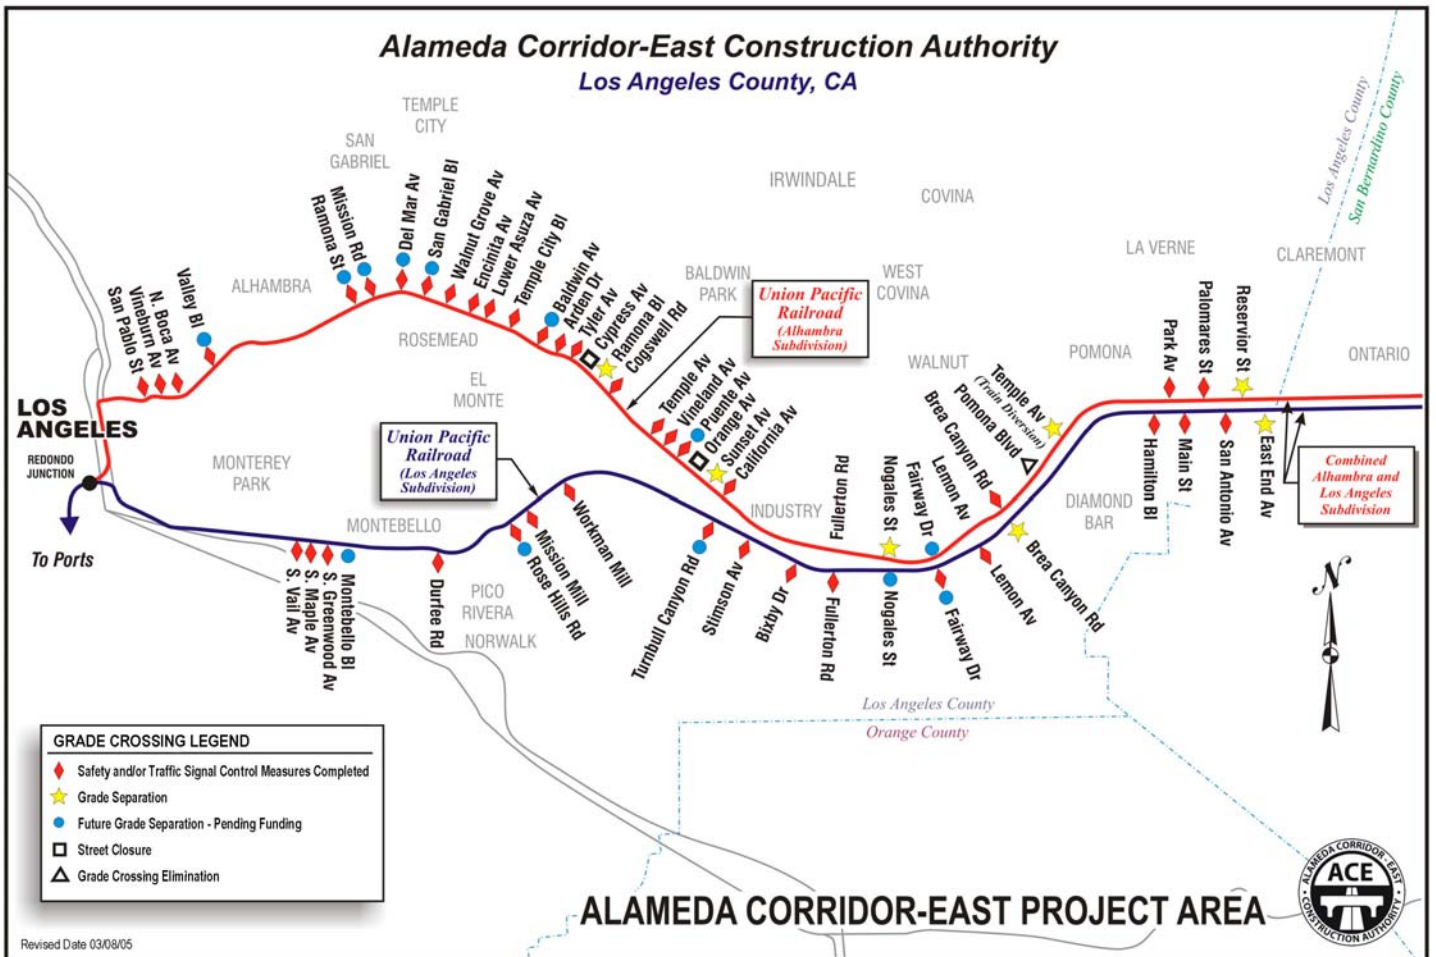 Alameda Corridor-East Construction Authority
Los Angeles County, CA
TEMPLE
CITY
SAN
GABRIEL
IRWINDALE
COVINA
LA VERNE
CLAREMONT
Los Angeles County
San Bernardino County
ALHAMBRA
ROSEMEAD
EL
MONTE
BALDWIN
PARK
WEST
COVINA
WALNUT
POMONA
ONTARIO
San Pablo St
Vineburn Av
N. Boca Av
Valley Bl
Ramona St
Mission Rd
Del Mar Av
San Gabriel Bl
Walnut Grove Av
Encinita Av
Lower Asuza Av
Temple City Bl
Baldwin Av
Arden Dr
Tyler Av
Cypress Av
Ramona Bl
Cogswell Rd
Union Pacific
Railroad
(Alhambra
Subdivision)
Temple Av
Vineland Av
Puente Av
Orange Av
Sunset Av
California Av
Fullerton Rd
Nogales St
Fairway Dr
Lemon Av
Brea Canyon Rd
Pomona Blvd
Temple Av
(Train Diversion)
Park Av
Palomares St
Reservior St
LOS
ANGELES
REDONDO
JUNCTION
To Ports
MONTEREY
PARK
MONTEBELLO
Union Pacific
Railroad
(Los Angeles
Subdivision)
INDUSTRY
DIAMOND
BAR
PICO
RIVERA
NORWALK
S. Vail Av
S. Maple Av
S. Greenwood Av
Montebello Bl
Durfee Rd
Rose Hills Rd
Mission Mill
Workman Mill
Turnbull Canyon Rd
Stimson Av
Bixby Dr
Fullerton Rd
Nogales St
Fairway Dr
Lemon Av
Brea Canyon Rd
Hamilton Bl
Main St
San Antonio Av
East End Av
Combined
Alhambra and
Los Angeles
Subdivision
N
Los Angeles County
Orange County
GRADE CROSSING LEGEND
Safety and/or Traffic Signal Control Measures Completed
Grade Separation
Future Grade Separation - Pending Funding
Street Closure
Grade Crossing Elimination
ALAMEDA CORRIDOR-EAST PROJECT AREA
ALAMEDA CORRIDOR - EAST
ACE
CONSTRUCTION AUTHORITY
Revised Date 03/08/05